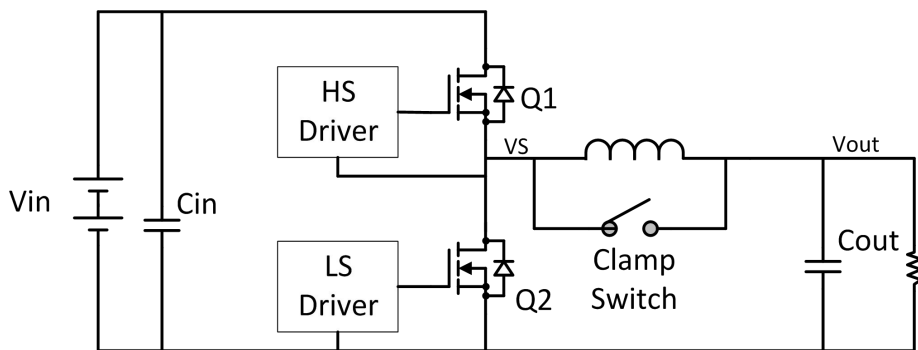 HS
Driver
Q1
VS
Vout
Vin
Cin
LS
Driver
Q2
Clamp
Switch
Cout